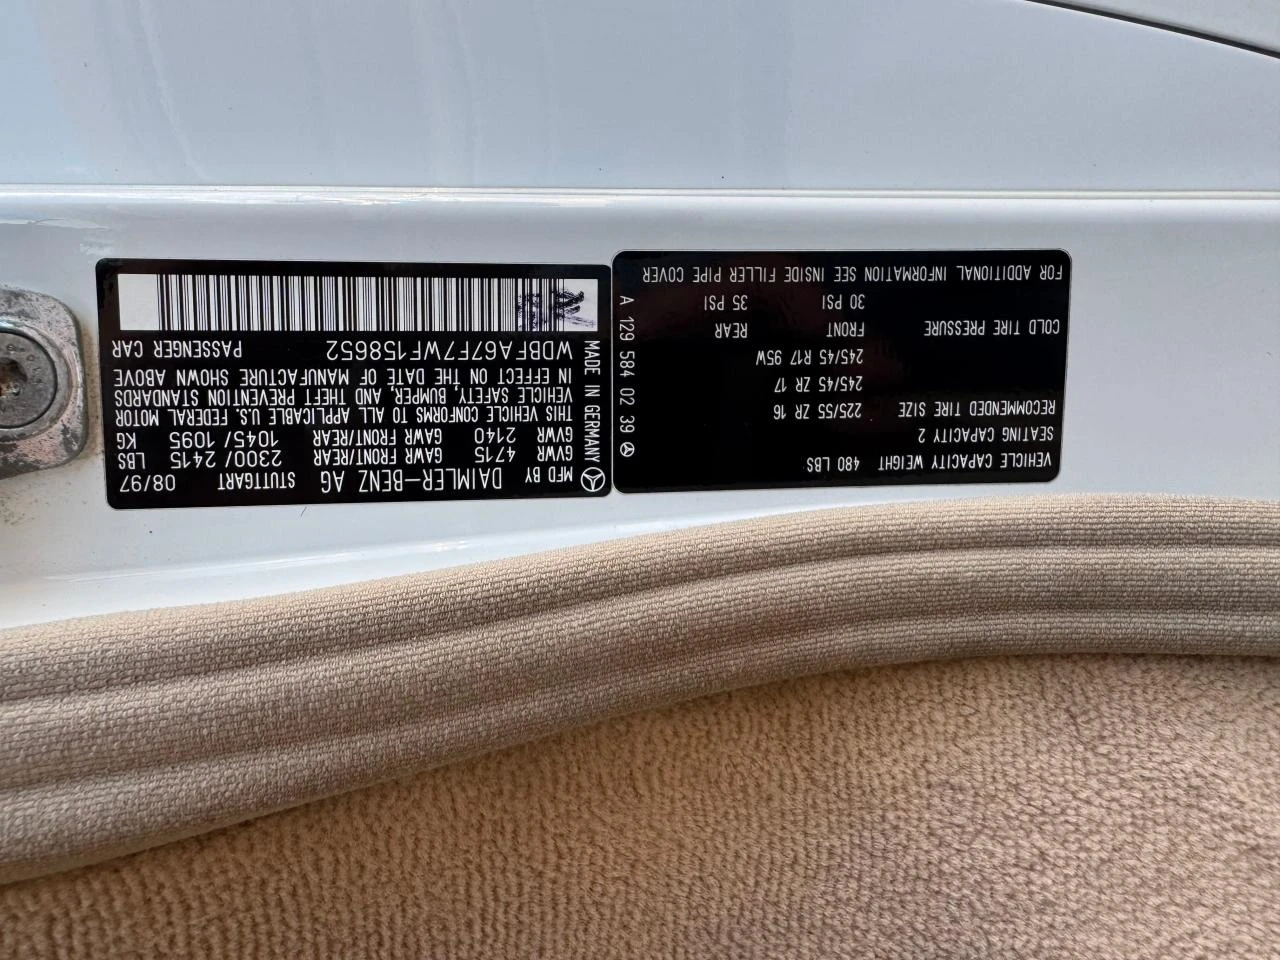 MFD BY DAIMLER-BENZ AG STUTTGART 08/97
GVWR 4715 GAWR FRONT/REAR 2300/ 2415 LBS
GVWR 2140 GAWR FRONT/REAR 1045/ 1095 KG
THIS VEHICLE CONFORMS TO ALL APPLICABLE U.S. FEDERAL MOTOR
VEHICLE SAFETY, BUMPER, AND THEFT PREVENTION STANDARDS
IN EFFECT ON THE DATE OF MANUFACTURE SHOWN ABOVE
WDBFA67F7WF158652 PASSENGER CAR
MADE IN GERMANY
VEHICLE CAPACITY WEIGHT 480 LBS
SEATING CAPACITY 2
RECOMMENDED TIRE SIZE 225/55 ZR 16
245/45 ZR 17
245/45 R17 95W
COLD TIRE PRESSURE FRONT REAR
30 PSI 35 PSI
FOR ADDITIONAL INFORMATION SEE INSIDE FILLER PIPE COVER
A 129 584 02 39